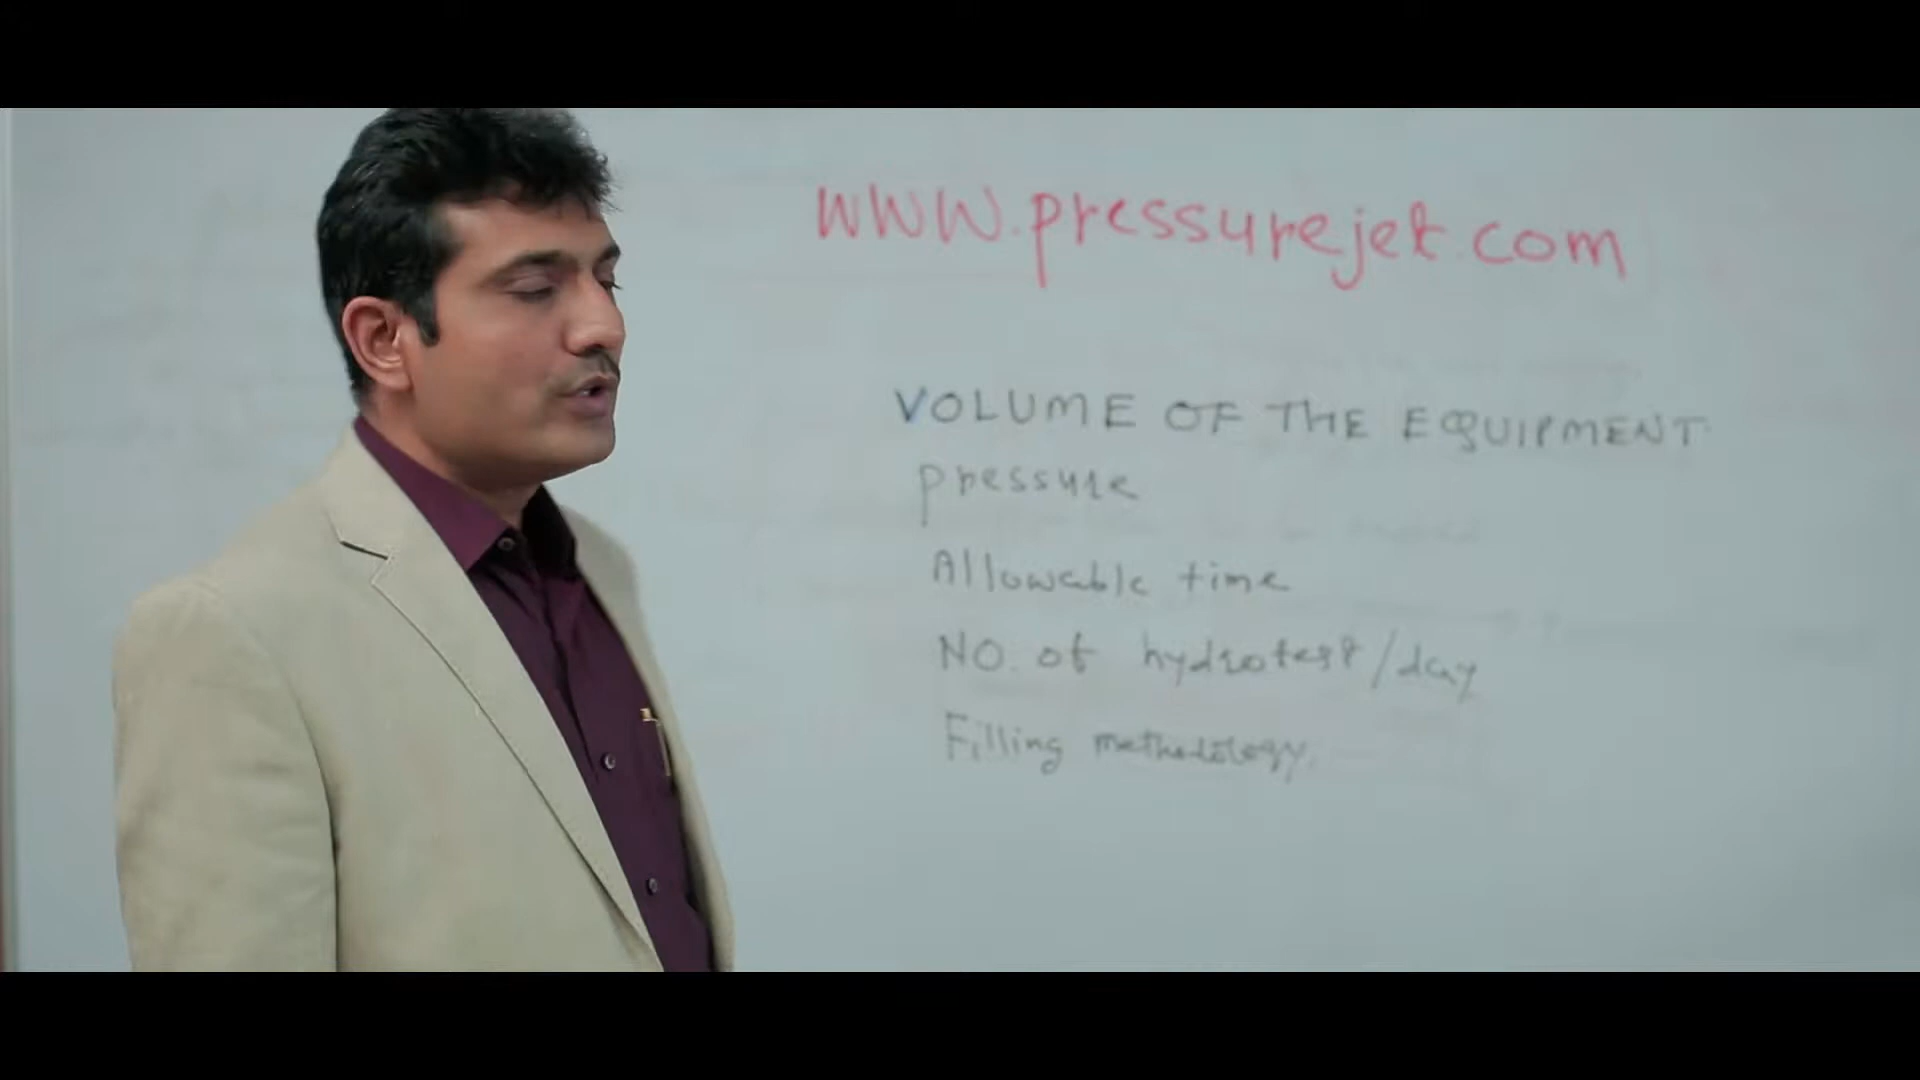 www.pressurejet.com
VOLUME OF THE EQUIPMENT
pressure
Allowable time
NO. of hydrotest/day
Filling methodology.